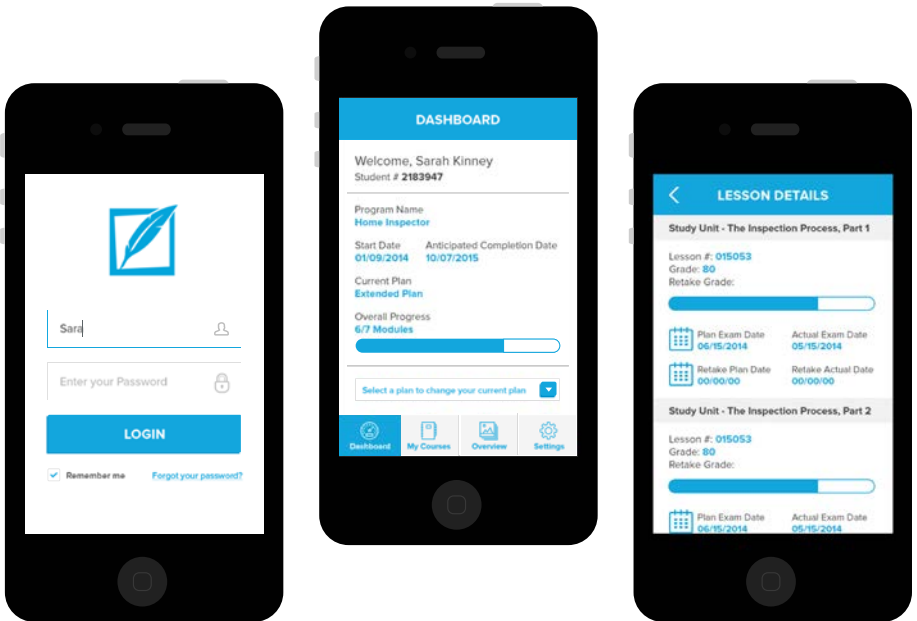 Sara
Enter your Password
LOGIN
Remember me Forgot your password?
DASHBOARD
Welcome, Sarah Kinney
Student # 2183947
Program Name
Home Inspector
Start Date Anticipated Completion Date
01/09/2014 10/07/2015
Current Plan
Extended Plan
Overall Progress
6/7 Modules
Select a plan to change your current plan
Dashboard My Courses Overview Settings
LESSON DETAILS
Study Unit - The Inspection Process, Part 1
Lesson #: 015053
Grade: 80
Retake Grade:
Plan Exam Date Actual Exam Date
06/15/2014 05/15/2014
Retake Plan Date Retake Actual Date
00/00/00 00/00/00
Study Unit - The Inspection Process, Part 2
Lesson #: 015053
Grade: 80
Retake Grade:
Plan Exam Date Actual Exam Date
06/15/2014 05/15/2014